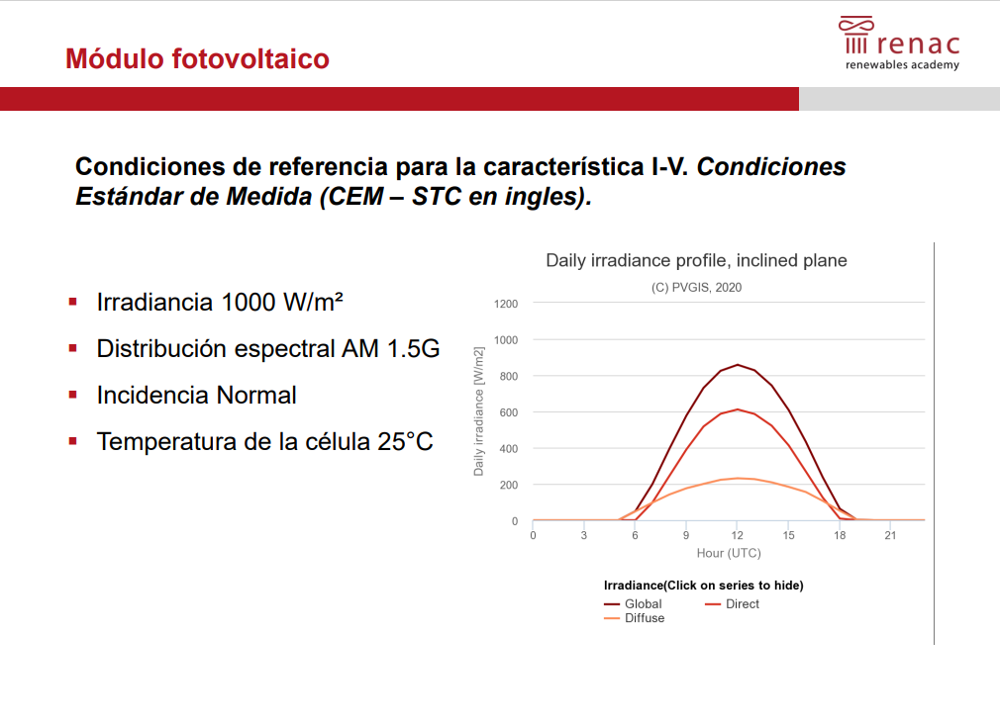 Módulo fotovoltaico
renac
renewables academy
Condiciones de referencia para la característica I-V. Condiciones
Estándar de Medida (CEM – STC en ingles).
▪ Irradiancia 1000 W/m²
▪ Distribución espectral AM 1.5G
▪ Incidencia Normal
▪ Temperatura de la célula 25°C
Daily irradiance profile, inclined plane
(C) PVGIS, 2020
Daily irradiance [W/m2]
1200
1000
800
600
400
200
0
0 3 6 9 12 15 18 21
Hour (UTC)
Irradiance(Click on series to hide)
Global Direct
Diffuse